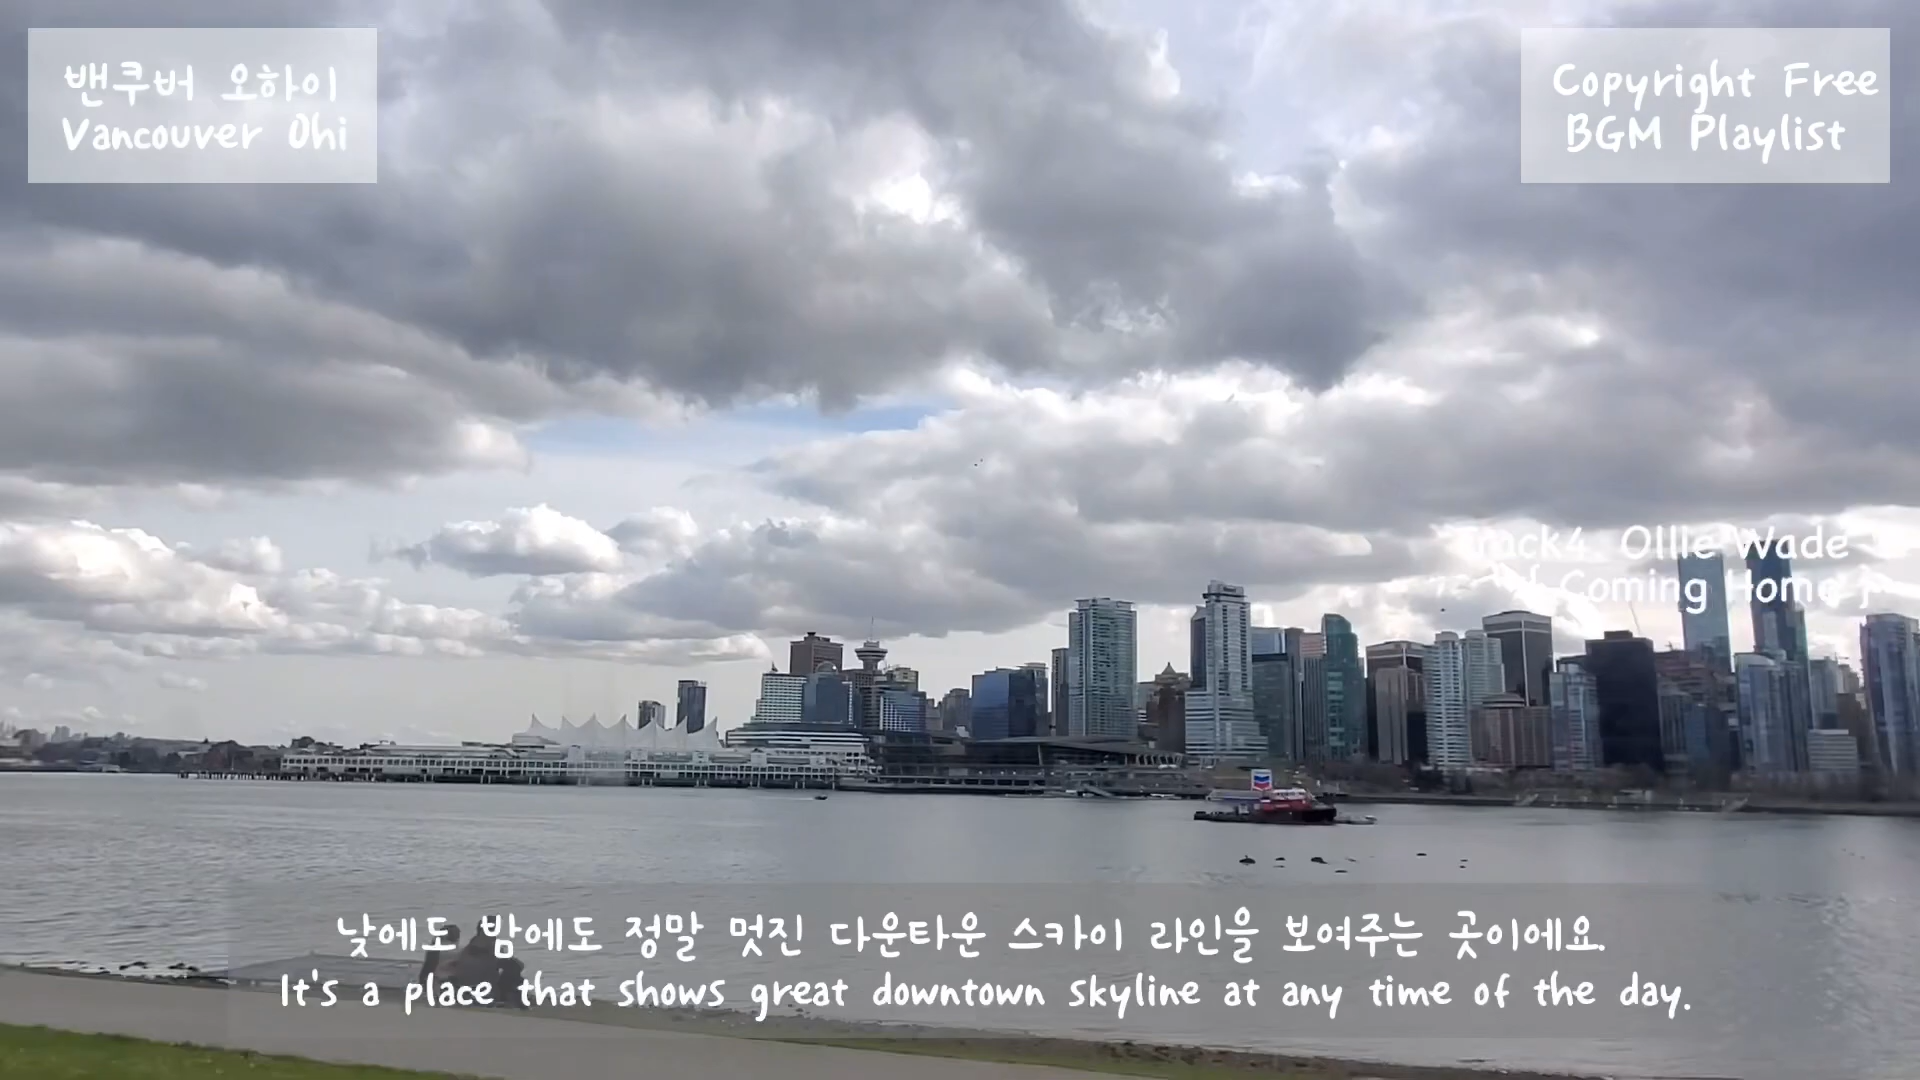 밴쿠버 오하이
Vancouver Ohi
Copyright Free
BGM Playlist
Ollie Wade
Coming Home
낮에도 밤에도 정말 멋진 다운타운 스카이 라인을 보여주는 곳이에요.
It's a place that shows great downtown skyline at any time of the day.